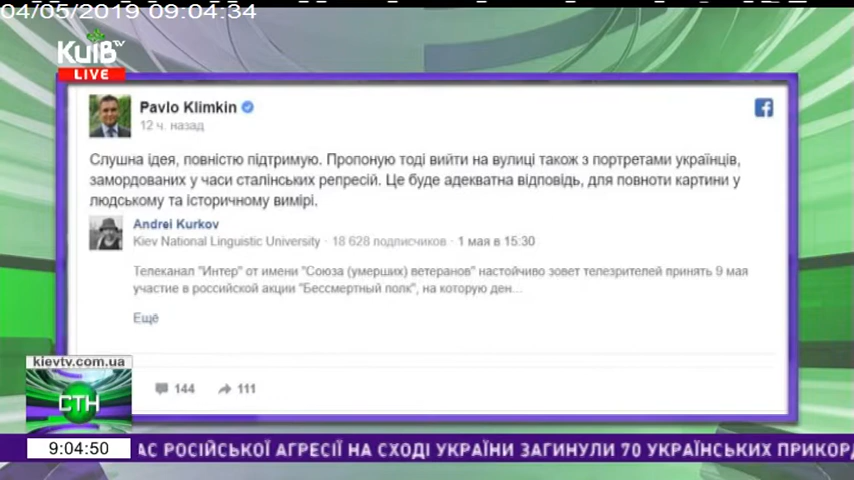 04/05/2019 09:04:34
Київ TV
LIVE
Pavlo Klimkin
12 ч. назад
Слушна ідея, повністю підтримую. Пропоную тоді вийти на вулиці також з портретами українців,
замордованих у часи сталінських репресій. Це буде адекватна відповідь, для повноти картини у
людському та історичному вимірі.
Andrei Kurkov
Kiev National Linguistic University · 18 628 подписчиков · 1 мая в 15:30
Телеканал "Интер" от имени "Союза (умерших) ветеранов" настойчиво зовет телезрителей принять 9 мая
участие в российской акции "Бессмертный полк", на которую ден...
Ещё
144 111
kievtv.com.ua
СТН
9:04:50
АС РОСІЙСЬКОЇ АГРЕСІЇ НА СХОДІ УКРАЇНИ ЗАГИНУЛИ 70 УКРАЇНСЬКИХ ПРИКОРД